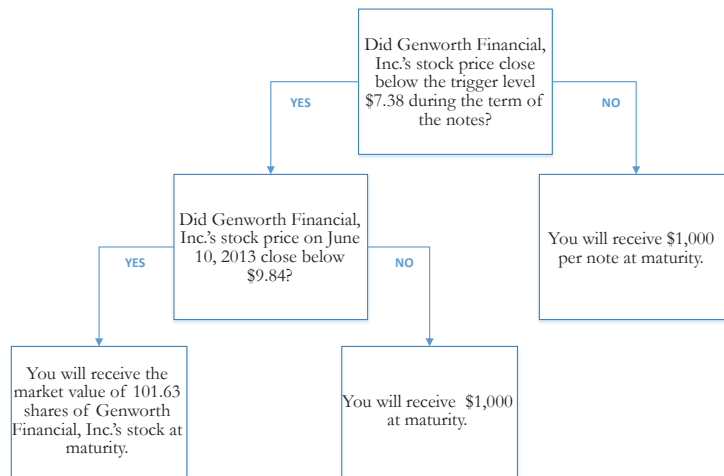 Did Genworth Financial,
Inc.'s stock price close
below the trigger level
$7.38 during the term of
the notes?
YES
NO
Did Genworth Financial,
Inc.'s stock price on June
10, 2013 close below
$9.84?
You will receive $1,000
per note at maturity.
YES
NO
You will receive the
market value of 101.63
shares of Genworth
Financial, Inc.'s stock at
maturity.
You will receive $1,000
at maturity.